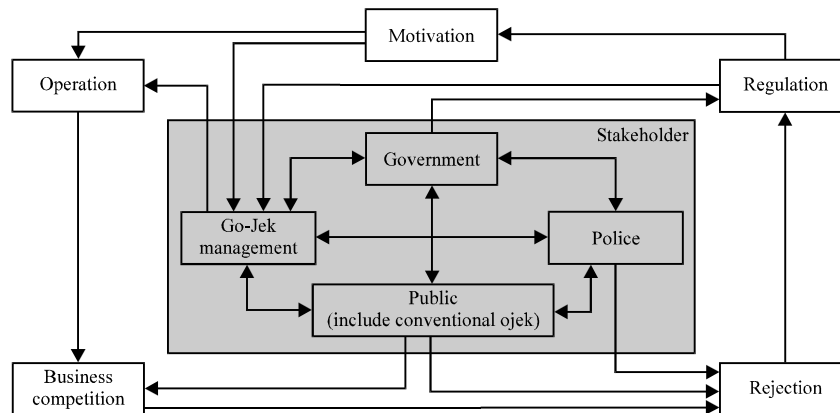 Motivation
Operation
Regulation
Stakeholder
Government
Go-Jek
management
Police
Public
(include conventional ojek)
Business
competition
Rejection